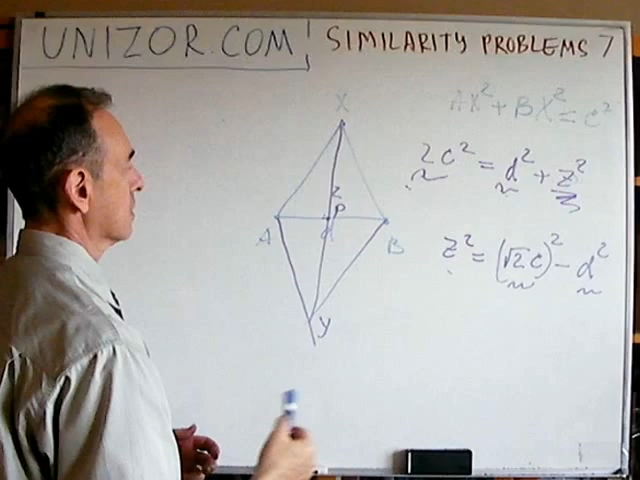 UNIZOR.COM
SIMILARITY PROBLEMS 7
X
AX² + BX² = c²
2c² = d² + z²
z
P
A
B
z² = (√2 c)² - d²
Y